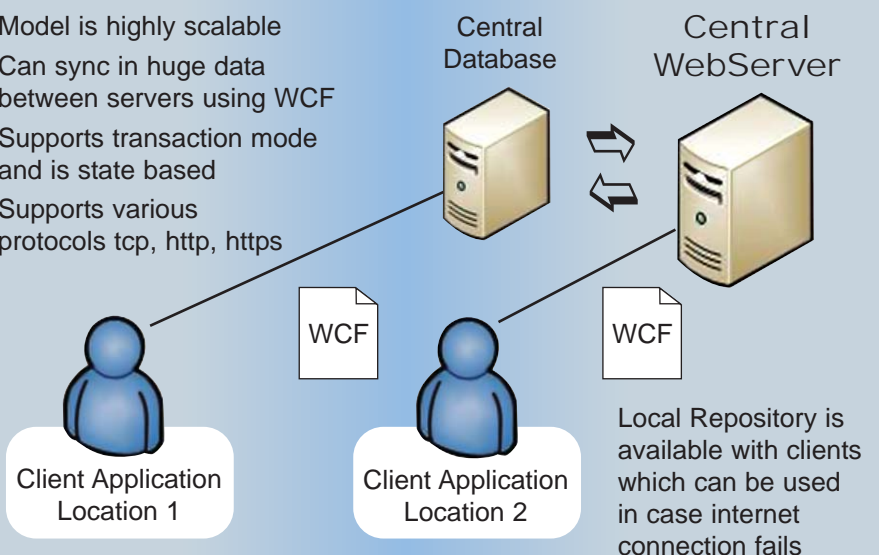 Model is highly scalable
Can sync in huge data
between servers using WCF
Supports transaction mode
and is state based
Supports various
protocols tcp, http, https
Central
Database
Central
WebServer
WCF
WCF
Client Application
Location 1
Client Application
Location 2
Local Repository is
available with clients
which can be used
in case internet
connection fails